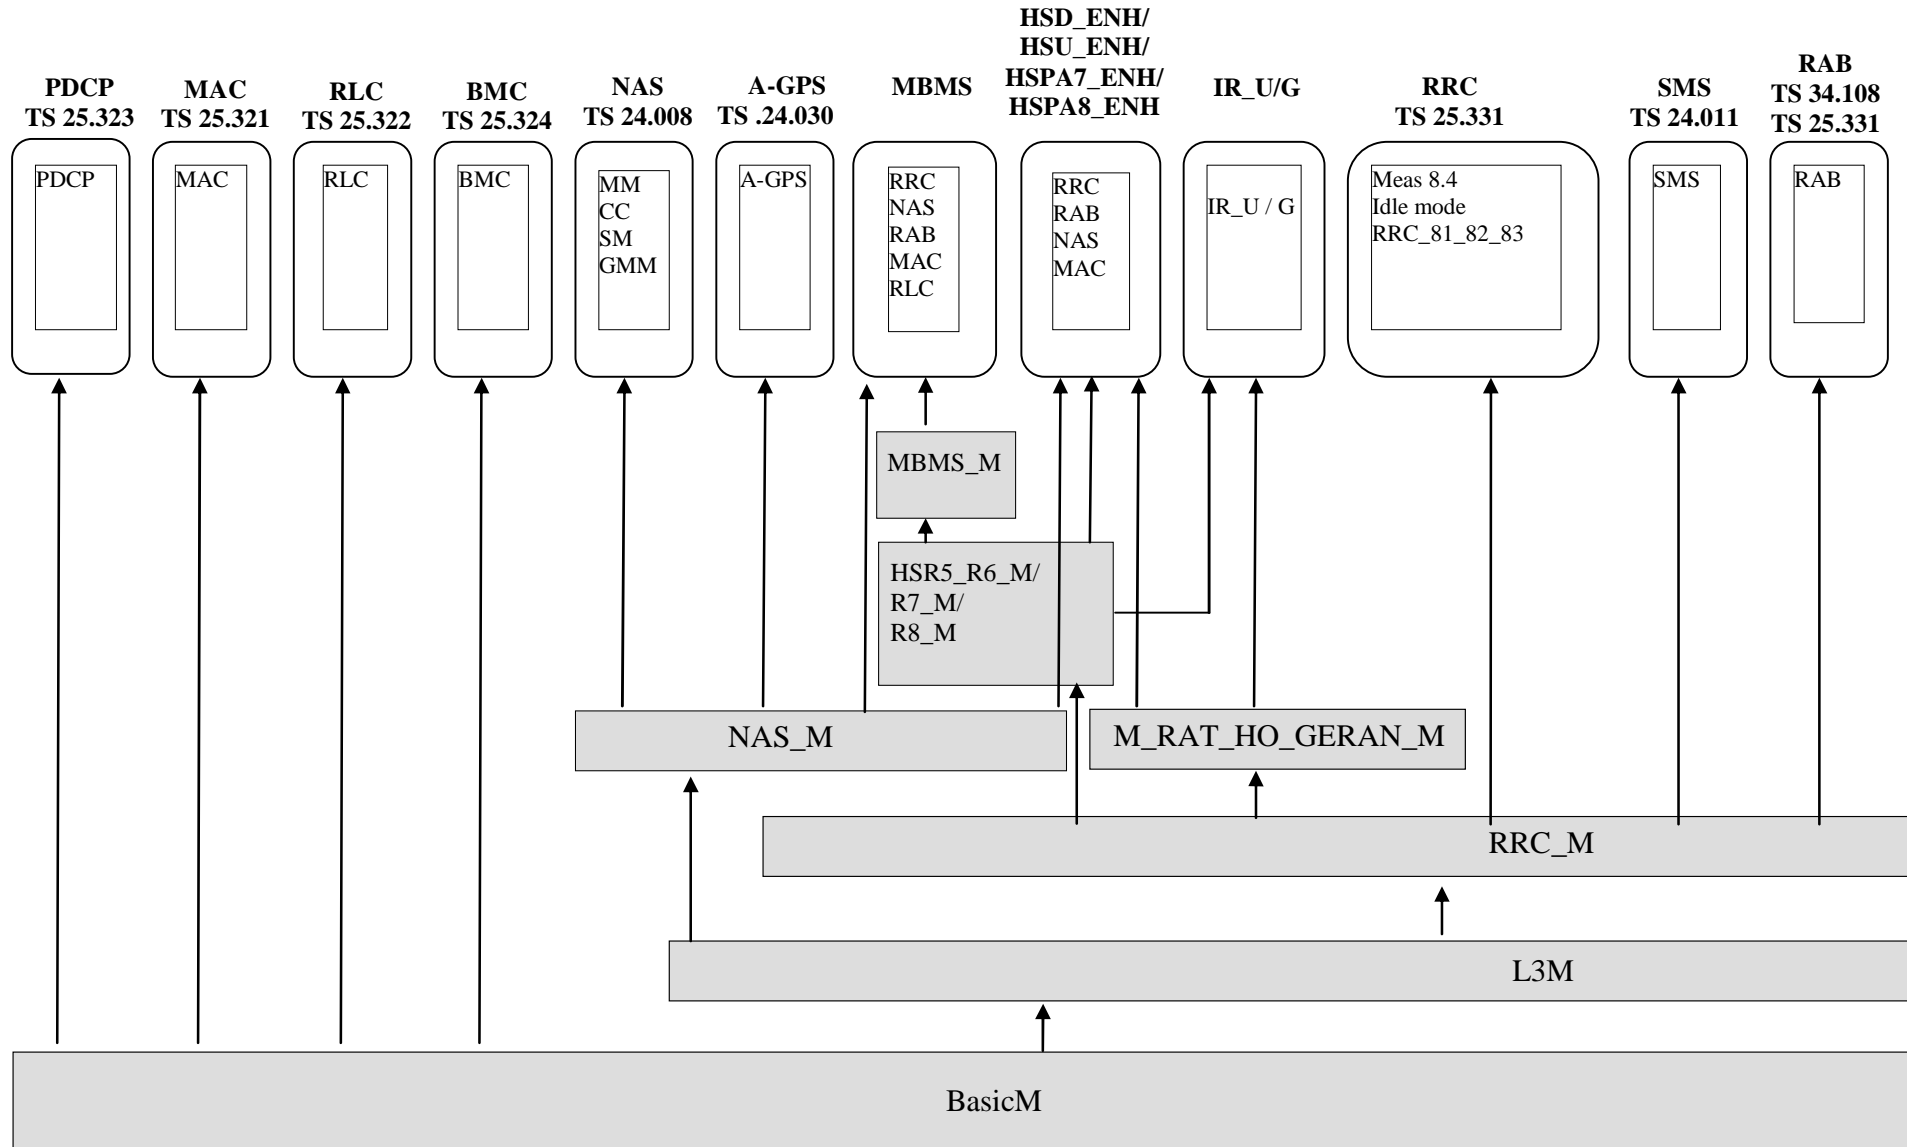 PDCP
TS 25.323
MAC
TS 25.321
RLC
TS 25.322
BMC
TS 25.324
NAS
TS 24.008
A-GPS
TS .24.030
MBMS
HSD_ENH/
HSU_ENH/
HSPA7_ENH/
HSPA8_ENH
IR_U/G
RRC
TS 25.331
SMS
TS 24.011
RAB
TS 34.108
TS 25.331
PDCP
MAC
RLC
BMC
MM
CC
SM
GMM
A-GPS
RRC
NAS
RAB
MAC
RLC
RRC
RAB
NAS
MAC
IR_U / G
Meas 8.4
Idle mode
RRC_81_82_83
SMS
RAB
MBMS_M
HSR5_R6_M/
R7_M/
R8_M
NAS_M
M_RAT_HO_GERAN_M
RRC_M
L3M
BasicM